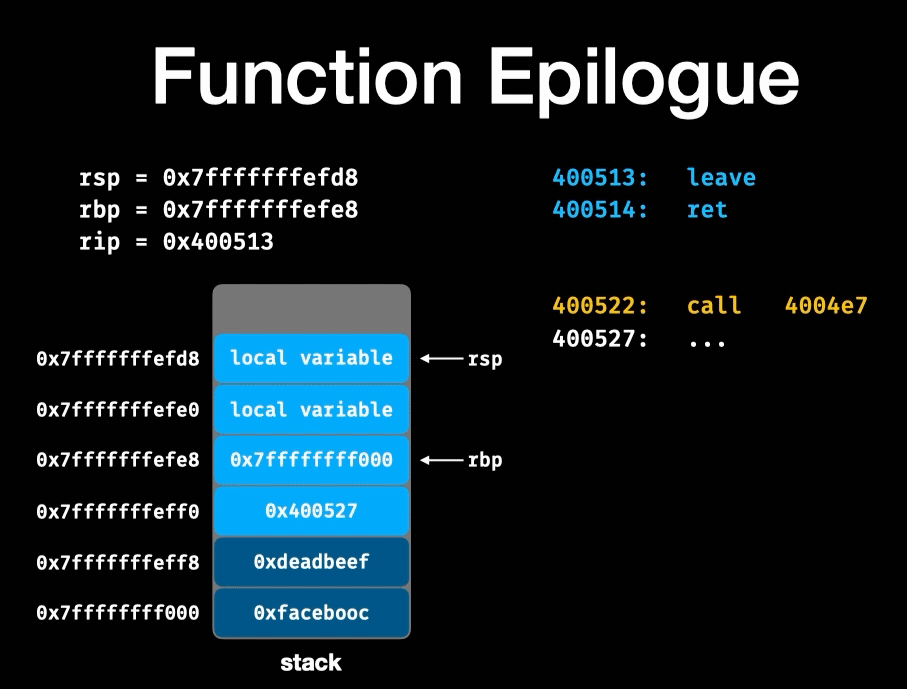 Function Epilogue
rsp = 0x7fffffffefd8
rbp = 0x7fffffffefe8
rip = 0x400513
400513: leave
400514: ret
400522: call 4004e7
400527: ...
0x7fffffffefd8 local variable rsp
0x7fffffffefe0 local variable
0x7fffffffefe8 0x7ffffffff000 rbp
0x7fffffffeff0 0x400527
0x7fffffffeff8 0xdeadbeef
0x7ffffffff000 0xfacebooc
stack